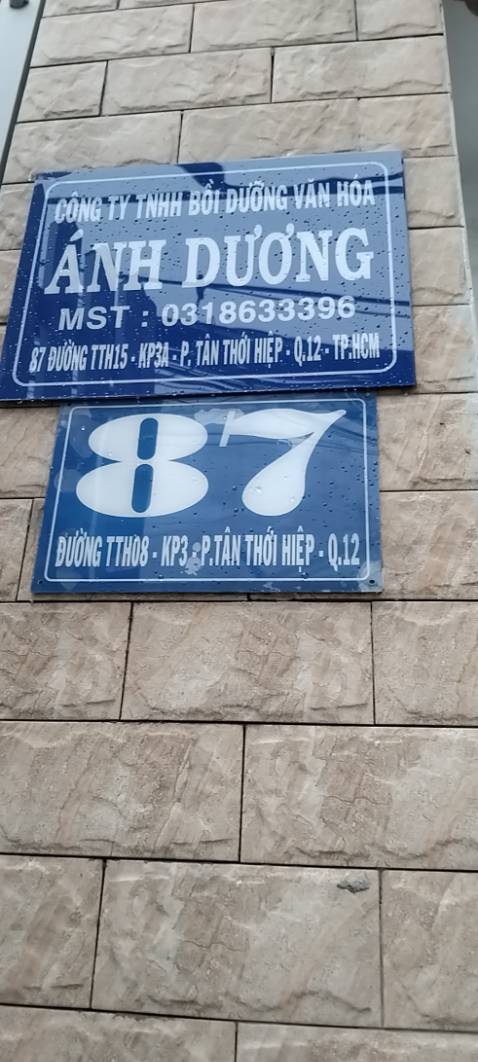 CÔNG TY TNHH BỒI DƯỠNG VĂN HÓA
ÁNH DƯƠNG
MST : 0318633396
87 ĐƯỜNG TTH15 - KP3A - P. TÂN THỚI HIỆP - Q.12 - TP.HCM
87
ĐƯỜNG TTH08 - KP3 - P.TÂN THỚI HIỆP - Q.12